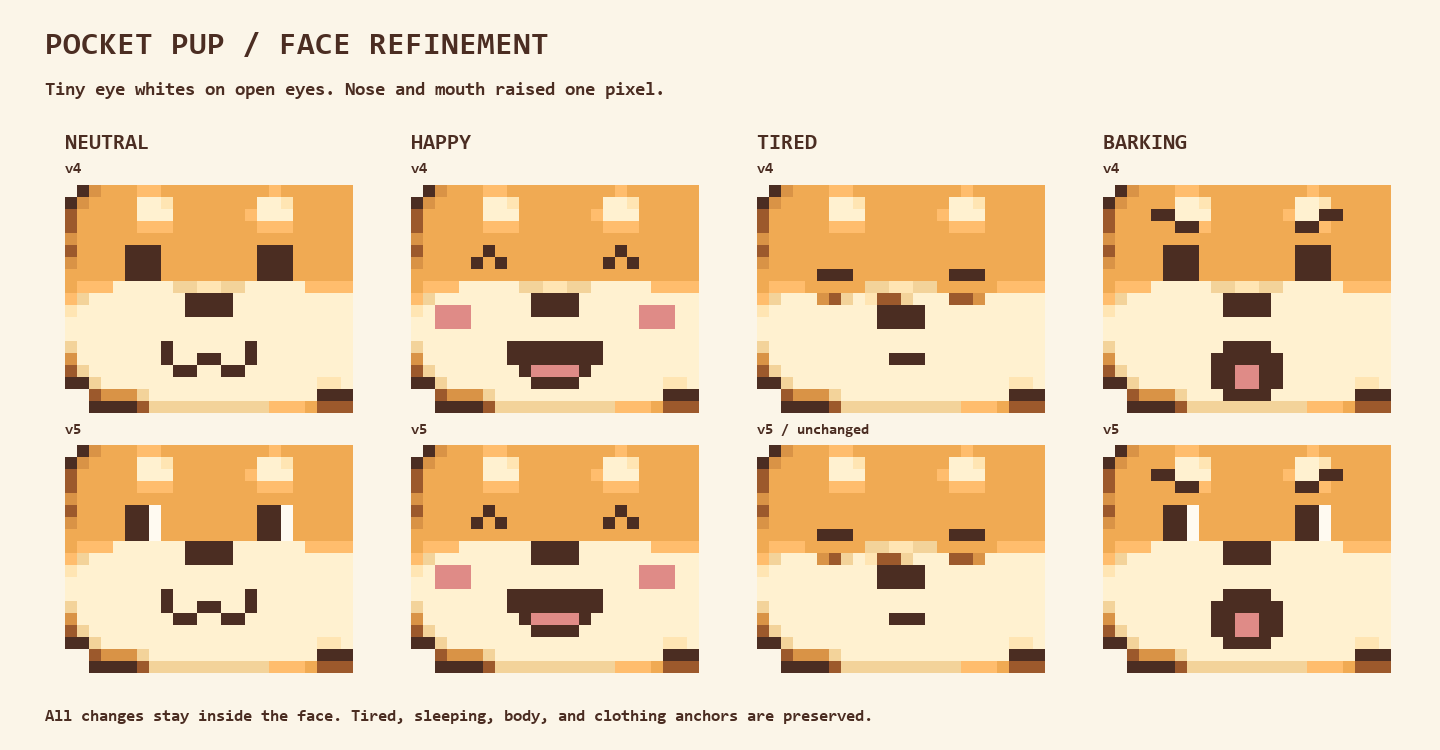 POCKET PUP / FACE REFINEMENT
Tiny eye whites on open eyes. Nose and mouth raised one pixel.
NEUTRAL
v4
v5
HAPPY
v4
v5
TIRED
v4
v5 / unchanged
BARKING
v4
v5
All changes stay inside the face. Tired, sleeping, body, and clothing anchors are preserved.